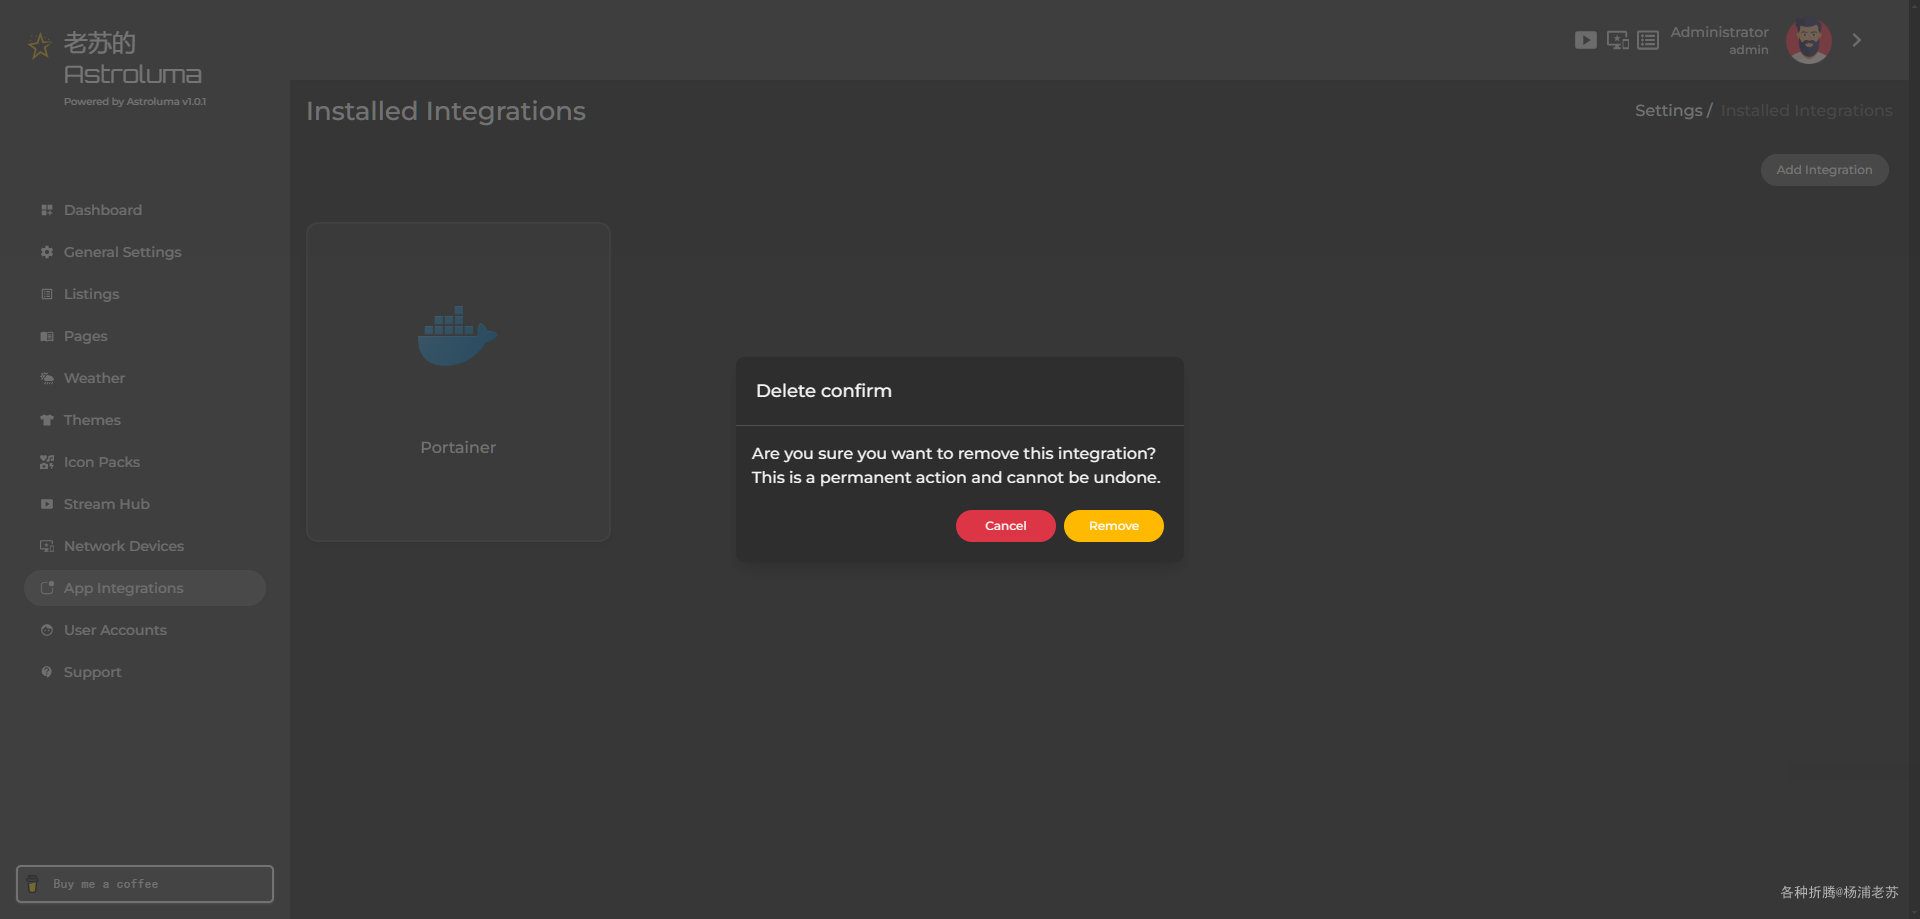 老苏的
Astroluma
Powered by Astroluma v1.0.1
Administrator
admin
Installed Integrations
Settings / Installed Integrations
Add Integration
Dashboard
General Settings
Listings
Pages
Weather
Themes
Icon Packs
Stream Hub
Network Devices
App Integrations
User Accounts
Support
Portainer
Delete confirm
Are you sure you want to remove this integration?
This is a permanent action and cannot be undone.
Cancel
Remove
Buy me a coffee
各种折腾@杨浦老苏